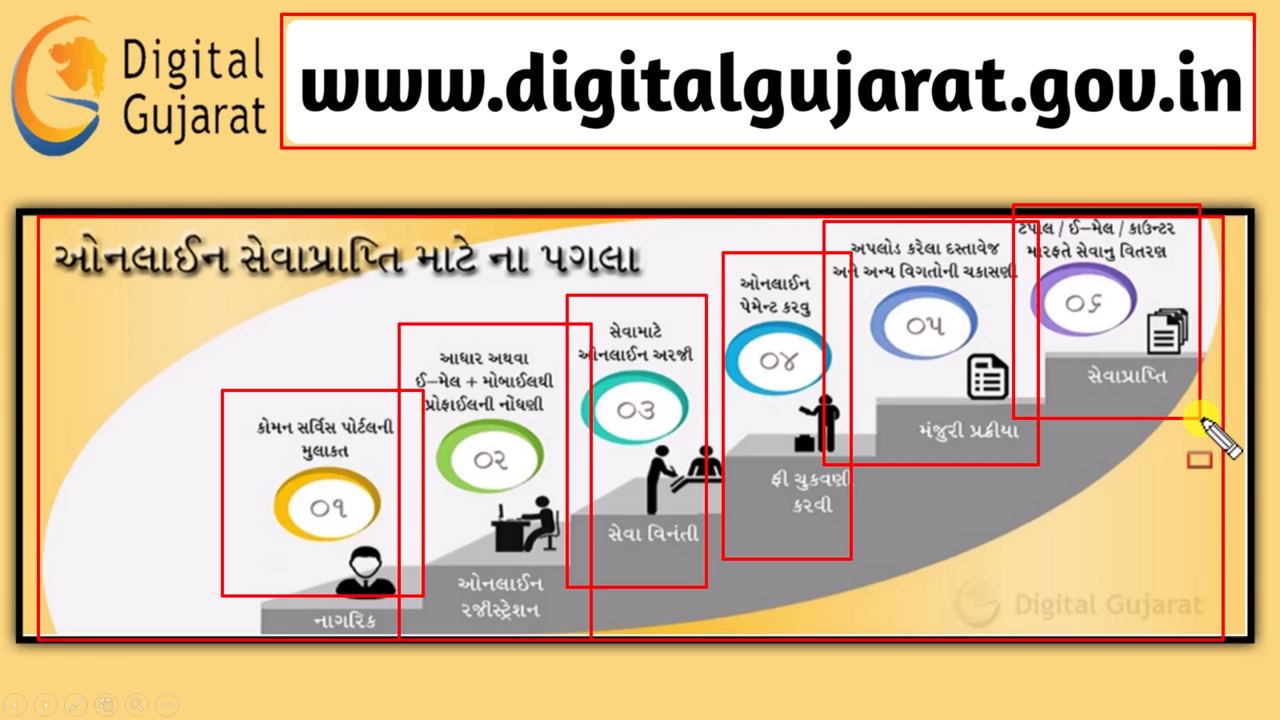 Digital
Gujarat
www.digitalgujarat.gov.in
ઓનલાઈન સેવાપ્રાપ્તિ માટે ના પગલા
કોમન સર્વિસ પોર્ટલની
મુલાકત
૦૧
નાગરિક
આધાર અથવા
ઈ–મેલ + મોબાઈલથી
પ્રોફાઈલની નોંધણી
૦૨
ઓનલાઈન
રજીસ્ટ્રેશન
સેવામાટે
ઓનલાઈન અરજી
૦૩
સેવા વિનંતી
ઓનલાઈન
પેમેન્ટ કરવુ
૦૪
ફી ચુકવણી
કરવી
અપલોડ કરેલા દસ્તાવેજ
અને અન્ય વિગતોની ચકાસણી
૦૫
મંજુરી પ્રક્રીયા
ટપાલ / ઈ–મેલ / કાઉન્ટર
મારફતે સેવાનુ વિતરણ
૦૬
સેવાપ્રાપ્તિ
Digital Gujarat